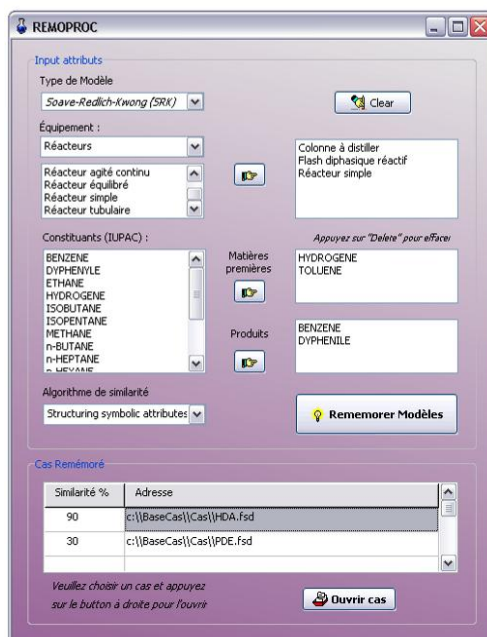 REMOPROC
Input attributs
Type de Modèle
Soave-Redlich-Kwong (SRK)
Clear
Équipement :
Réacteurs
Réacteur agité continu
Réacteur équilibré
Réacteur simple
Réacteur tubulaire
Colonne à distiller
Flash diphasique réactif
Réacteur simple
Constituants (IUPAC) :
Appuyez sur "Delete" pour effacer
BENZENE
DYPHENYLE
ETHANE
HYDROGENE
ISOBUTANE
ISOPENTANE
METHANE
n-BUTANE
n-HEPTANE
n-HEXANE
Matières
premières
HYDROGENE
TOLUENE
Produits
BENZENE
DYPHENILE
Algorithme de similarité
Structuring symbolic attributes
Rememorer Modèles
Cas Remémoré
Similarité % Adresse
90 c:\\BaseCas\\Cas\\HDA.fsd
30 c:\\BaseCas\\Cas\\PDE.fsd
Veuillez choisir un cas et appuyez
sur le button à droite pour l'ouvrir
Ouvrir cas